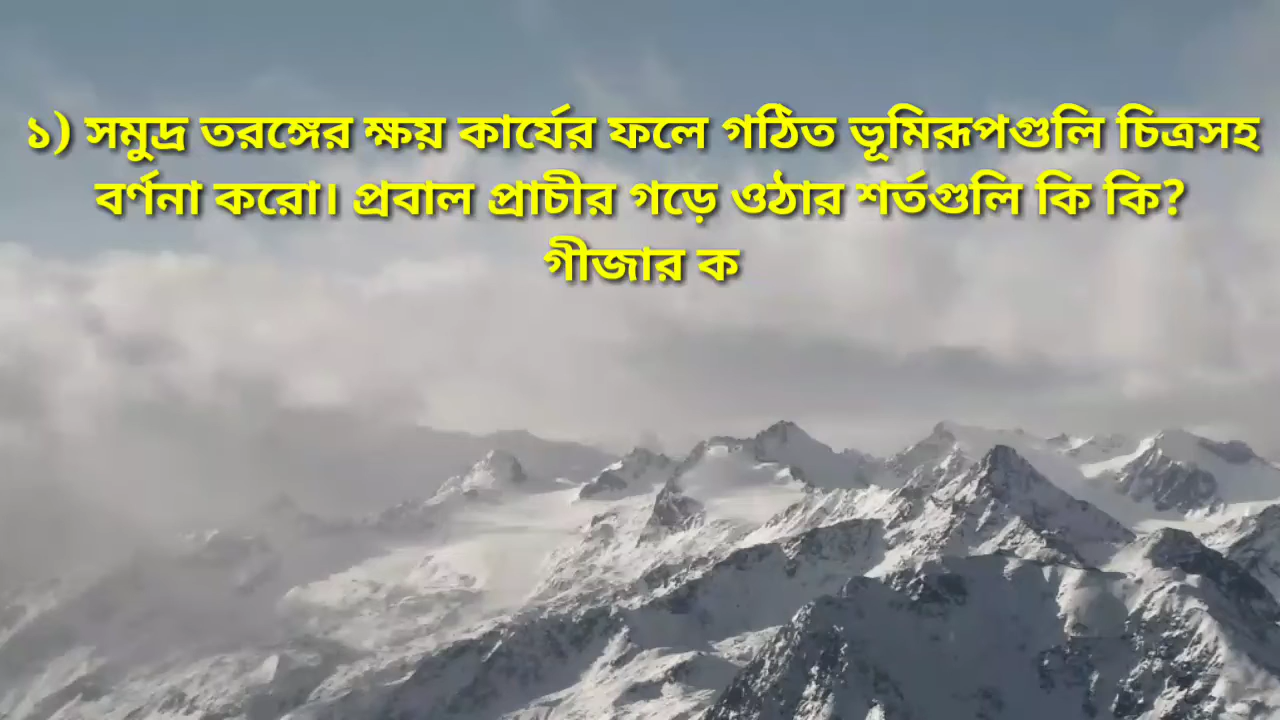 ১) সমুদ্র তরঙ্গের ক্ষয় কার্যের ফলে গঠিত ভূমিরূপগুলি চিত্রসহ
বর্ণনা করো। প্রবাল প্রাচীর গড়ে ওঠার শর্তগুলি কি কি?
গীজার ক